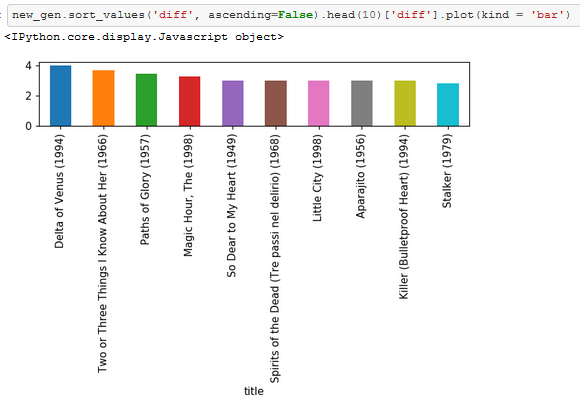 new_gen.sort_values('diff', ascending=False).head(10)['diff'].plot(kind = 'bar')
<IPython.core.display.Javascript object>
4
2
0
Delta of Venus (1994)
Two or Three Things I Know About Her (1966)
Paths of Glory (1957)
Magic Hour, The (1998)
So Dear to My Heart (1949)
Spirits of the Dead (Tre passi nel delirio) (1968)
Little City (1998)
Aparajito (1956)
Killer (Bulletproof Heart) (1994)
Stalker (1979)
title